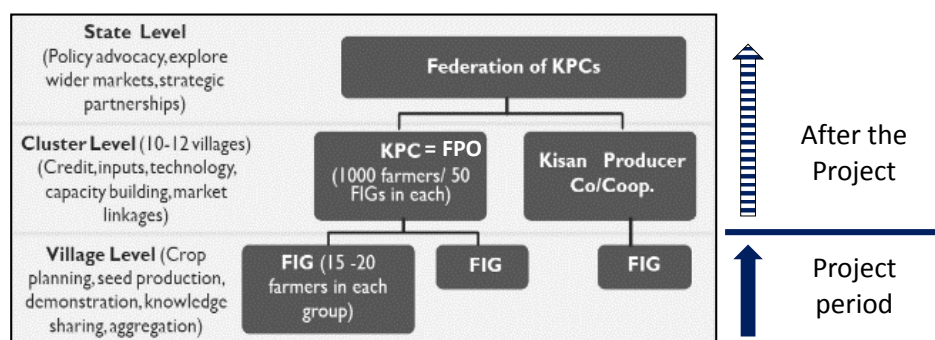 State Level
(Policy advocacy, explore
wider markets, strategic
partnerships)
Federation of KPCs
Cluster Level (10-12 villages)
(Credit, inputs, technology,
capacity building, market
linkages)
KPC = FPO
(1000 farmers/ 50
FIGs in each)
Kisan Producer
Co/Coop.
Village Level (Crop
planning, seed production,
demonstration, knowledge
sharing, aggregation)
FIG (15 -20
farmers in each
group)
FIG
FIG
After the
Project
Project
period